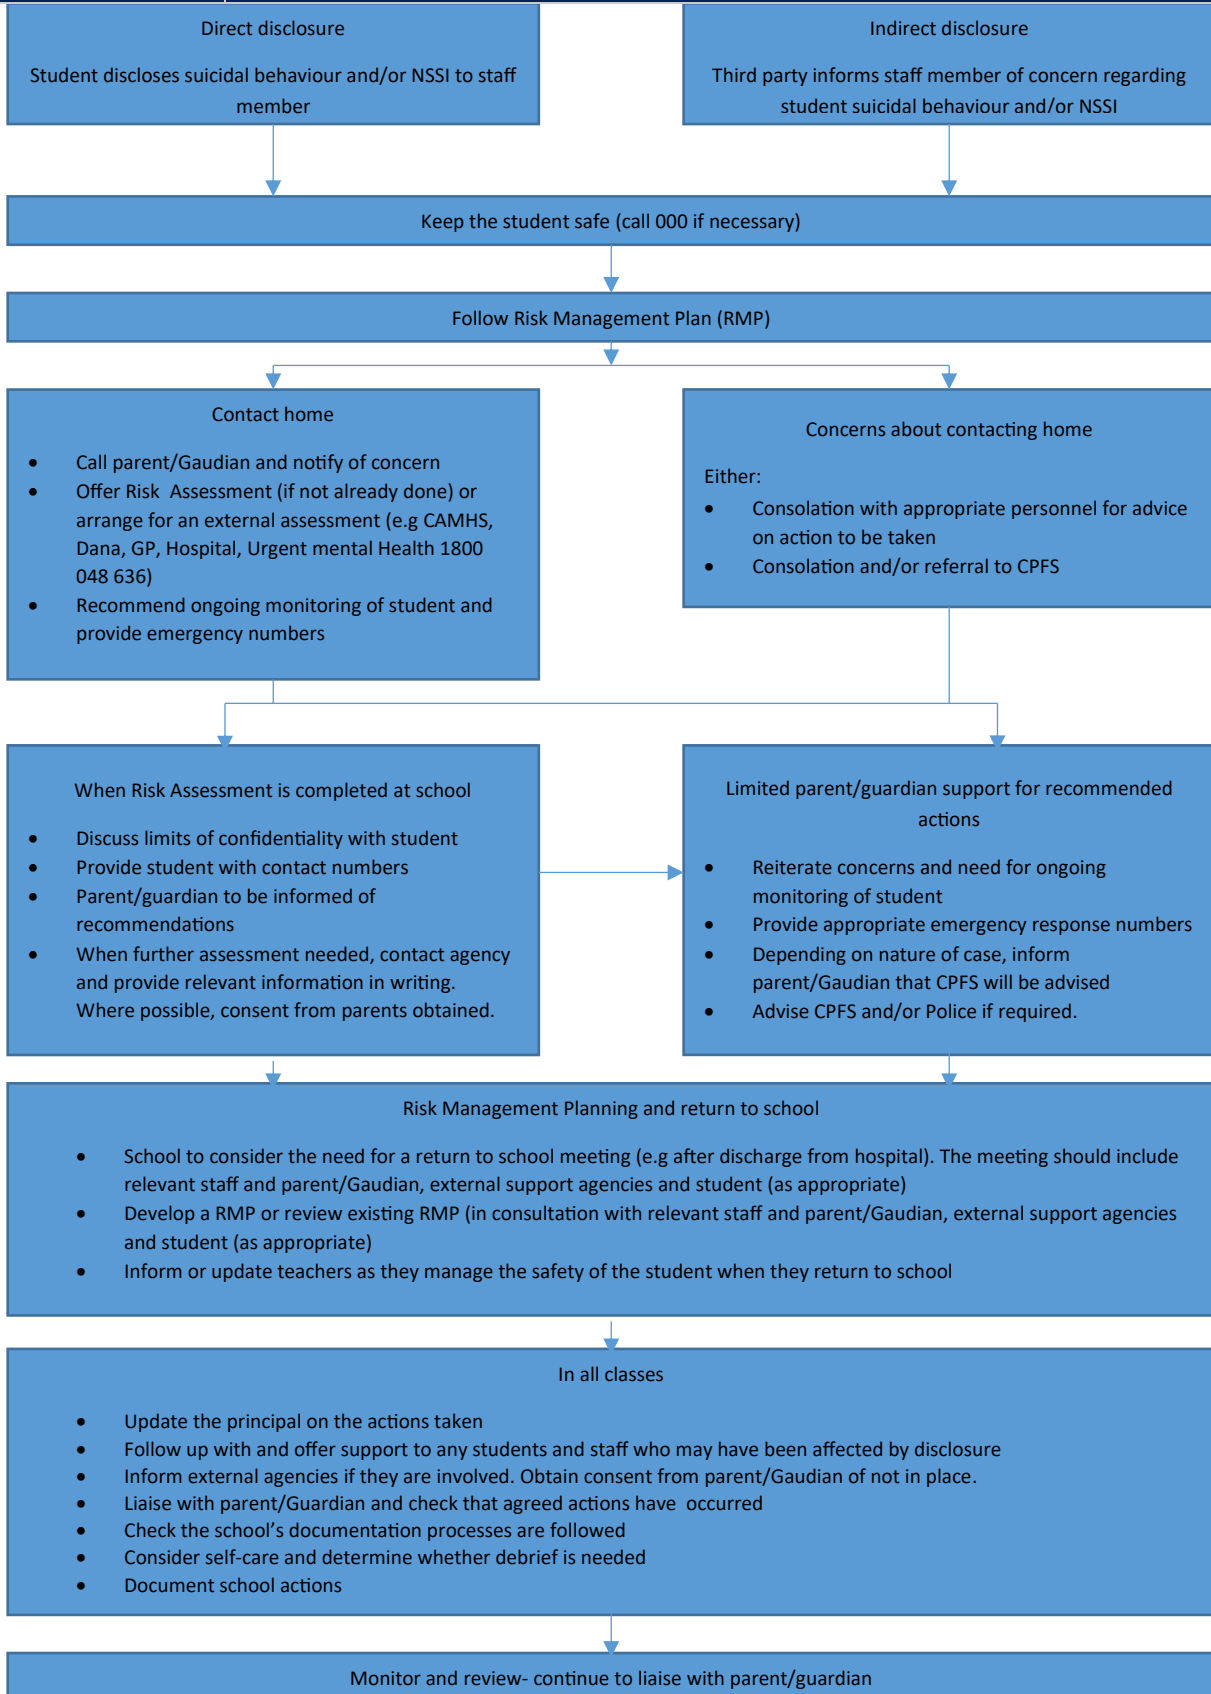 Direct disclosure
Student discloses suicidal behaviour and/or NSSI to staff
member
Indirect disclosure
Third party informs staff member of concern regarding
student suicidal behaviour and/or NSSI
Keep the student safe (call 000 if necessary)
Follow Risk Management Plan (RMP)
Contact home
• Call parent/Gaudian and notify of concern
• Offer Risk Assessment (if not already done) or
arrange for an external assessment (e.g CAMHS,
Dana, GP, Hospital, Urgent mental Health 1800
048 636)
• Recommend ongoing monitoring of student and
provide emergency numbers
Concerns about contacting home
Either:
• Consolation with appropriate personnel for advice
on action to be taken
• Consolation and/or referral to CPFS
When Risk Assessment is completed at school
• Discuss limits of confidentiality with student
• Provide student with contact numbers
• Parent/guardian to be informed of
recommendations
• When further assessment needed, contact agency
and provide relevant information in writing.
Where possible, consent from parents obtained.
Limited parent/guardian support for recommended
actions
• Reiterate concerns and need for ongoing
monitoring of student
• Provide appropriate emergency response numbers
• Depending on nature of case, inform
parent/Gaudian that CPFS will be advised
• Advise CPFS and/or Police if required.
Risk Management Planning and return to school
• School to consider the need for a return to school meeting (e.g after discharge from hospital). The meeting should include
relevant staff and parent/Gaudian, external support agencies and student (as appropriate)
• Develop a RMP or review existing RMP (in consultation with relevant staff and parent/Gaudian, external support agencies
and student (as appropriate)
• Inform or update teachers as they manage the safety of the student when they return to school
In all classes
• Update the principal on the actions taken
• Follow up with and offer support to any students and staff who may have been affected by disclosure
• Inform external agencies if they are involved. Obtain consent from parent/Gaudian of not in place.
• Liaise with parent/Guardian and check that agreed actions have occurred
• Check the school's documentation processes are followed
• Consider self-care and determine whether debrief is needed
• Document school actions
Monitor and review- continue to liaise with parent/guardian